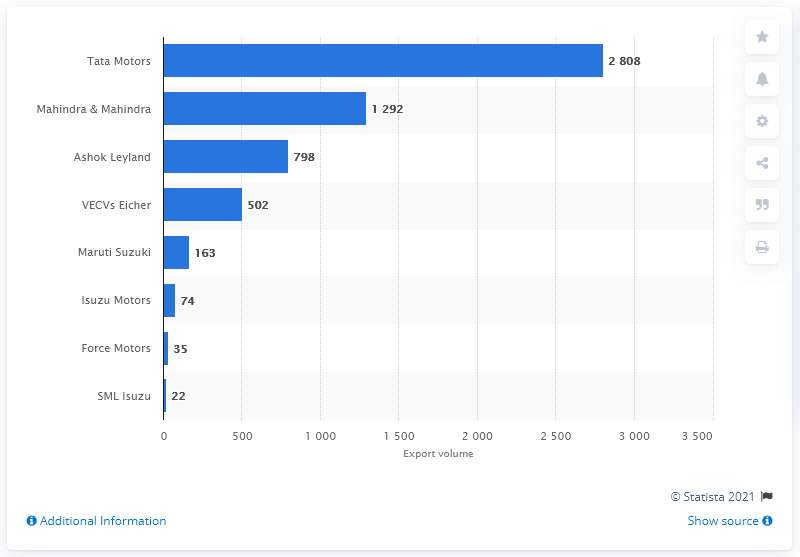 Tata Motors 2 808
Mahindra & Mahindra 1 292
Ashok Leyland 798
VECVs Eicher 502
Maruti Suzuki 163
Isuzu Motors 74
Force Motors 35
SML Isuzu 22
0 500 1 000 1 500 2 000 2 500 3 000 3 500
Export volume
© Statista 2021
Additional Information Show source